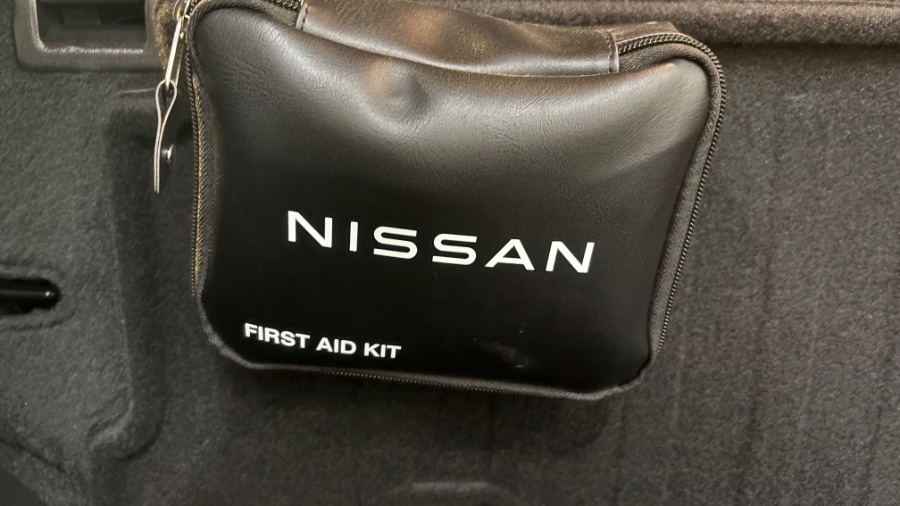 NISSAN
FIRST AID KIT